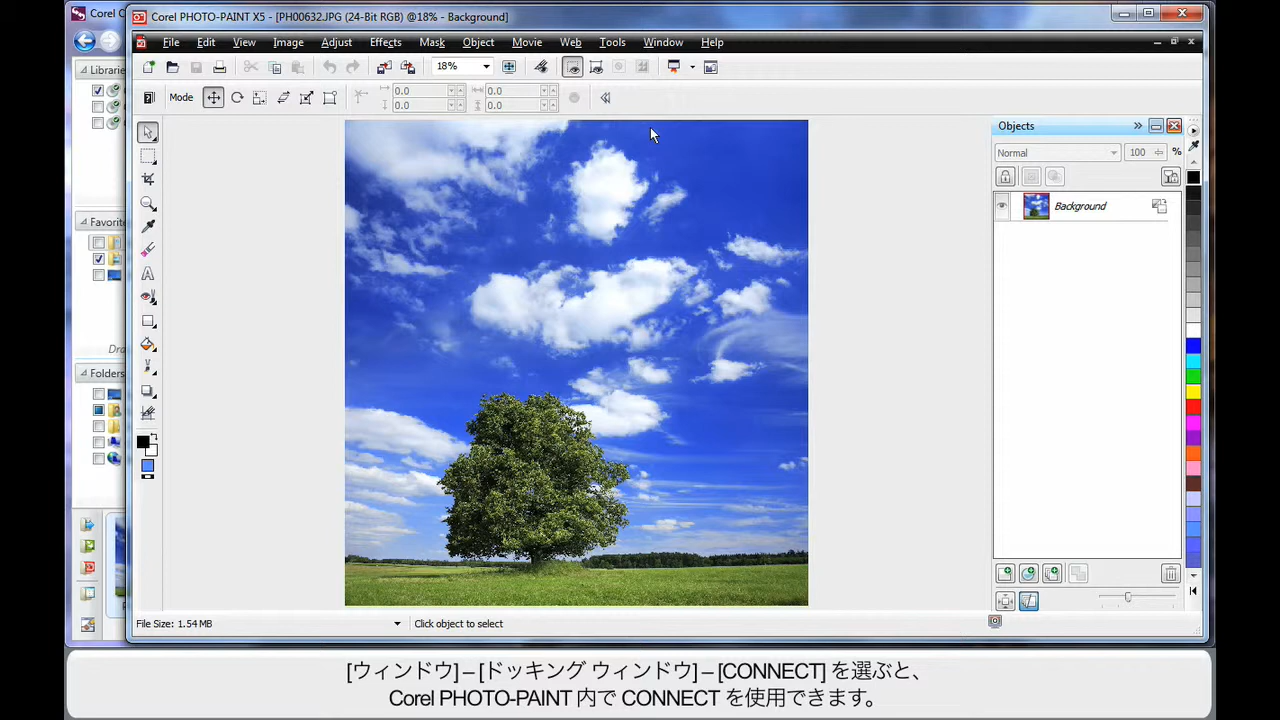 Corel C
Corel PHOTO-PAINT X5 - [PH00632.JPG (24-Bit RGB) @18% - Background]
File Edit View Image Adjust Effects Mask Object Movie Web Tools Window Help
18%
Mode
0.0
0.0
0.0
0.0
Librarie
Favorite
Dra
Folders
Objects
Normal
100
%
Background
File Size: 1.54 MB
Click object to select
[ウィンドウ] – [ドッキング ウィンドウ] – [CONNECT] を選ぶと、
Corel PHOTO-PAINT 内で CONNECT を使用できます。